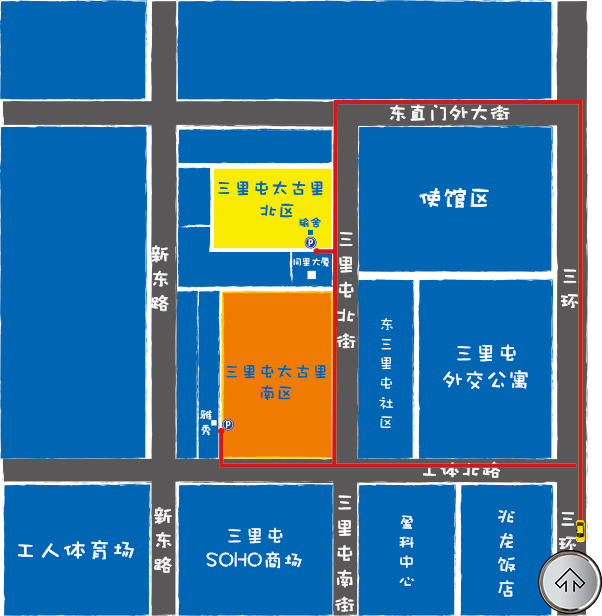 东直门外大街
三里屯太古里
北区
瑜舍
P
使馆区
新东路
三里屯北街
同里大厦
三环
东三里屯社区
三里屯
外交公寓
三里屯太古里
南区
雅秀
P
工体北路
工人体育场
新东路
三里屯
SOHO商场
三里屯南街
盈科中心
兆龙饭店
三环